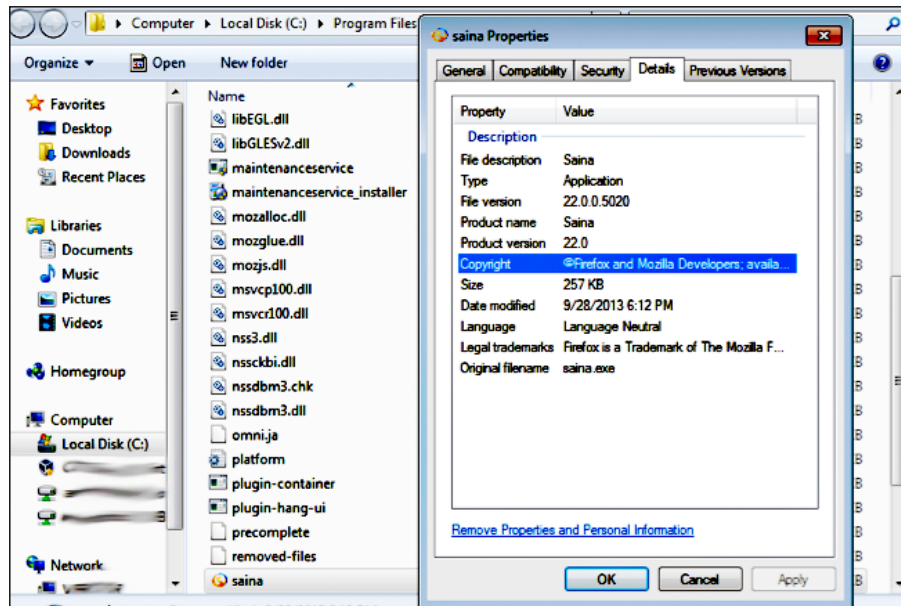 Computer Local Disk (C:) Program Files
Organize Open New folder
Favorites
Desktop
Downloads
Recent Places
Libraries
Documents
Music
Pictures
Videos
Homegroup
Computer
Local Disk (C:)
Network
Name
libEGL.dll
libGLESv2.dll
maintenanceservice
maintenanceservice_installer
mozalloc.dll
mozglue.dll
mozjs.dll
msvcp100.dll
msvcr100.dll
nss3.dll
nssckbi.dll
nssdbm3.chk
nssdbm3.dll
omni.ja
platform
plugin-container
plugin-hang-ui
precomplete
removed-files
saina
saina Properties
General Compatibility Security Details Previous Versions
Property Value
Description
File description Saina
Type Application
File version 22.0.0.5020
Product name Saina
Product version 22.0
Copyright ©Firefox and Mozilla Developers; availa...
Size 257 KB
Date modified 9/28/2013 6:12 PM
Language Language Neutral
Legal trademarks Firefox is a Trademark of The Mozilla F...
Original filename saina.exe
Remove Properties and Personal Information
OK Cancel Apply